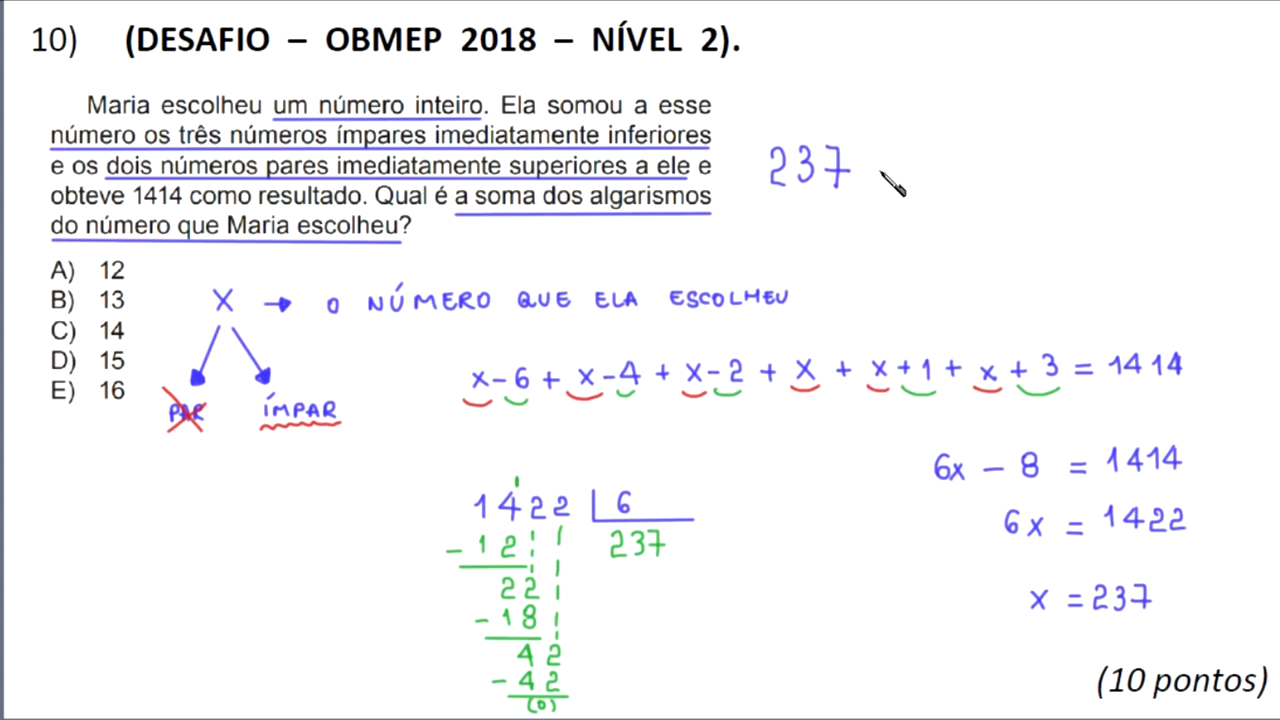 10) (DESAFIO – OBMEP 2018 – NÍVEL 2).
Maria escolheu um número inteiro. Ela somou a esse
número os três números ímpares imediatamente inferiores
e os dois números pares imediatamente superiores a ele e
obteve 1414 como resultado. Qual é a soma dos algarismos
do número que Maria escolheu?
237
A) 12
B) 13
C) 14
D) 15
E) 16
X → O NÚMERO QUE ELA ESCOLHEU
PAR
ÍMPAR
x-6 + x-4 + x-2 + x + x+1 + x+3 = 1414
6x - 8 = 1414
6x = 1422
x = 237
1
1422 6
- 12 237
22
- 18
42
- 42
(0)
(10 pontos)